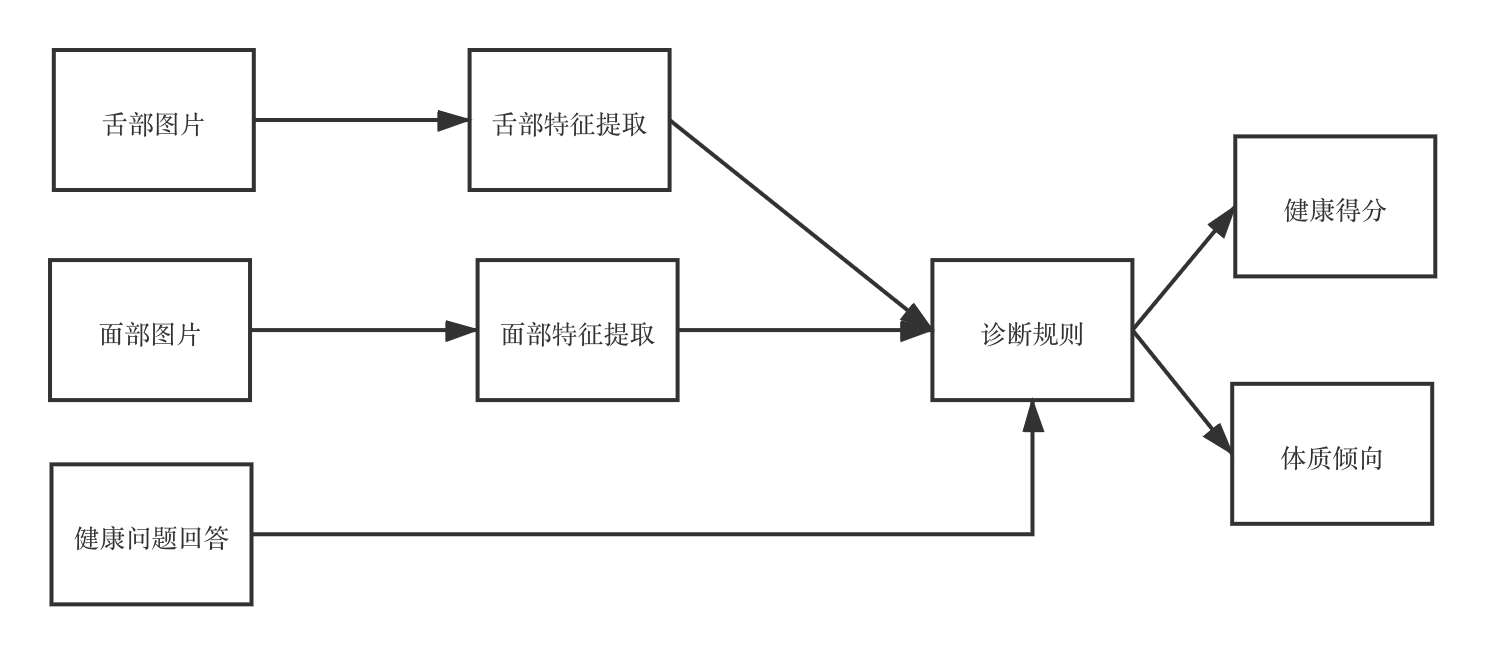 舌部图片
舌部特征提取
健康得分
面部图片
面部特征提取
诊断规则
体质倾向
健康问题回答